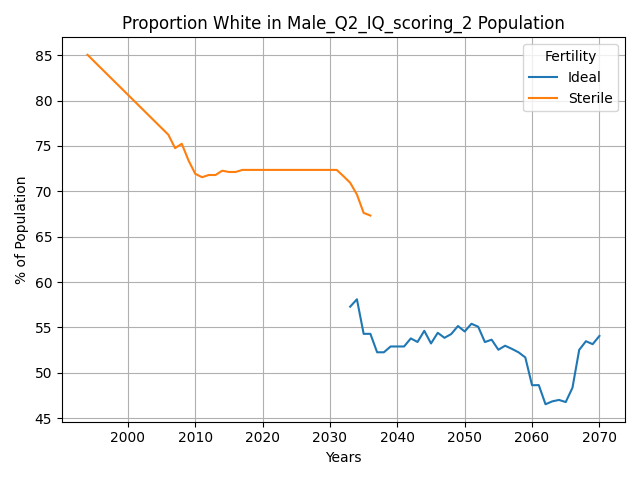 Proportion White in Male_Q2_IQ_scoring_2 Population
Fertility
Ideal
Sterile
% of Population
85
80
75
70
65
60
55
50
45
2000 2010 2020 2030 2040 2050 2060 2070
Years